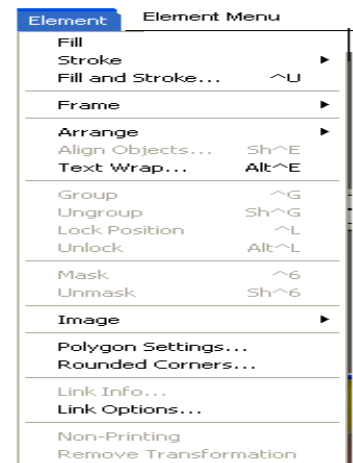 Element Element Menu
Fill
Stroke
Fill and Stroke... ^U
Frame
Arrange
Align Objects... Sh^E
Text Wrap... Alt^E
Group ^G
Ungroup Sh^G
Lock Position ^L
Unlock Alt^L
Mask ^6
Unmask Sh^6
Image
Polygon Settings...
Rounded Corners...
Link Info...
Link Options...
Non-Printing
Remove Transformation